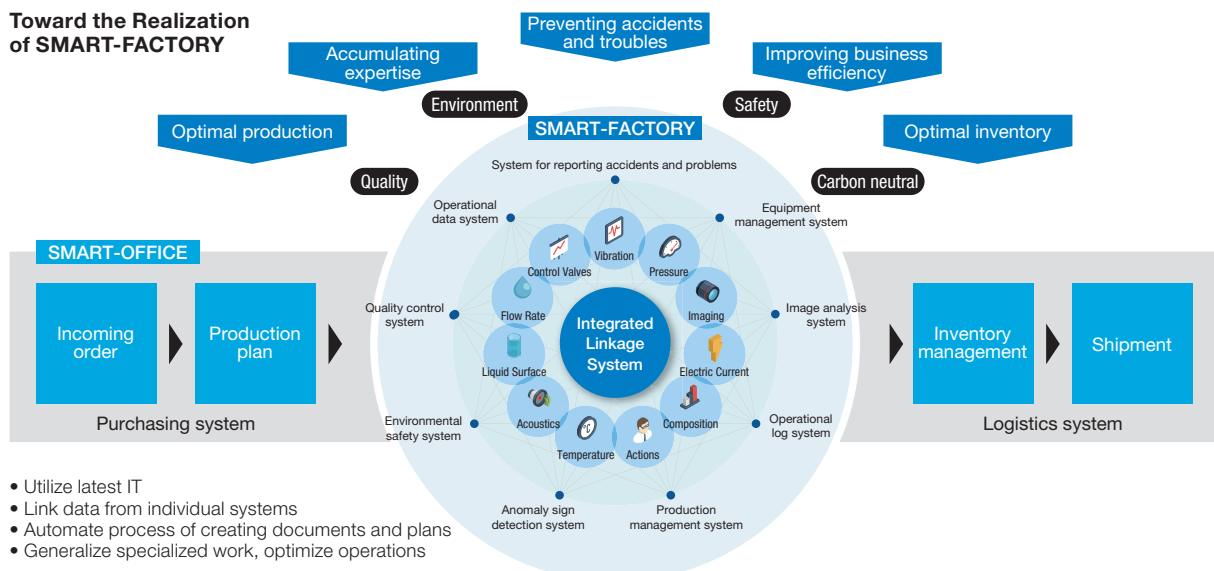 Toward the Realization
of SMART-FACTORY
Preventing accidents
and troubles
Accumulating
expertise
Improving business
efficiency
Optimal production
Optimal inventory
Environment
Safety
Quality
Carbon neutral
SMART-FACTORY
System for reporting accidents and problems
Operational
data system
Equipment
management system
Quality control
system
Image analysis
system
Environmental
safety system
Operational
log system
Anomaly sign
detection system
Production
management system
Vibration
Control Valves
Pressure
Flow Rate
Imaging
Liquid Surface
Electric Current
Acoustics
Composition
Temperature
°C
Actions
Integrated
Linkage
System
SMART-OFFICE
Incoming
order
Production
plan
Purchasing system
Inventory
management
Shipment
Logistics system
• Utilize latest IT
• Link data from individual systems
• Automate process of creating documents and plans
• Generalize specialized work, optimize operations